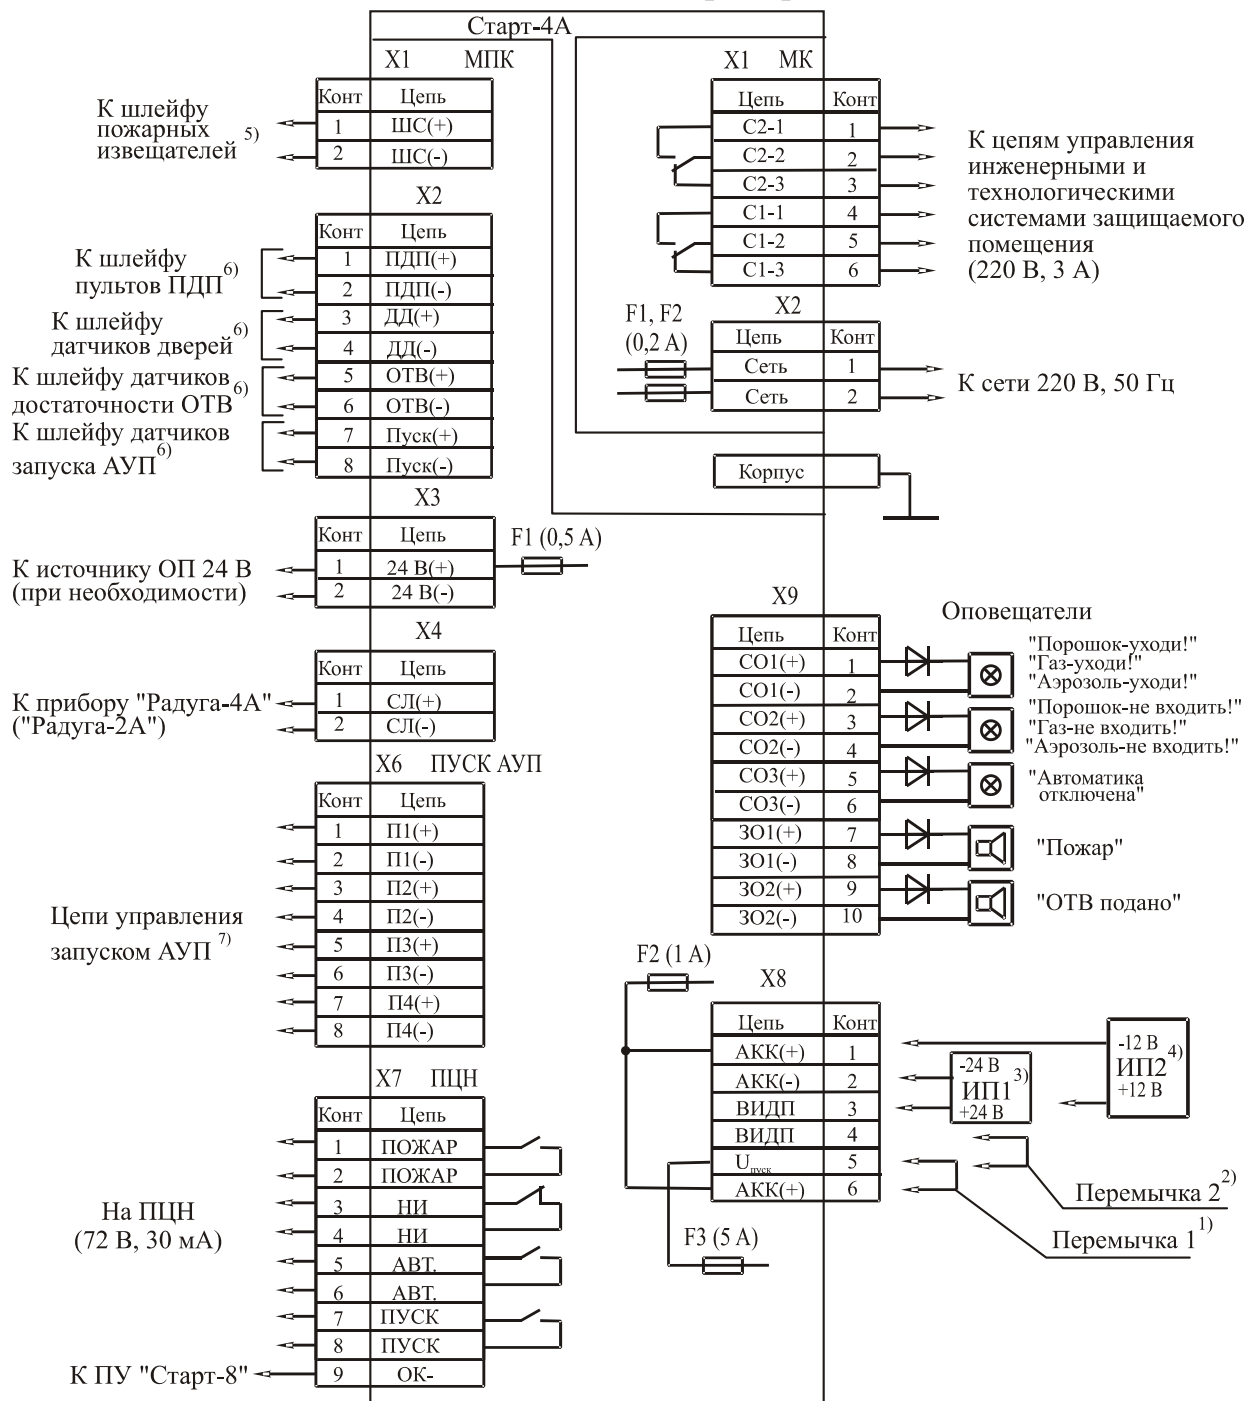 Старт-4А
X1 МПК
Конт Цепь
1 ШС(+)
2 ШС(-)
К шлейфу
пожарных
извещателей 5)
X2
Конт Цепь
1 ПДП(+)
2 ПДП(-)
3 ДД(+)
4 ДД(-)
5 ОТВ(+)
6 ОТВ(-)
7 Пуск(+)
8 Пуск(-)
К шлейфу
пультов ПДП 6)
К шлейфу
датчиков дверей 6)
К шлейфу датчиков
достаточности ОТВ 6)
К шлейфу датчиков
запуска АУП 6)
X3
Конт Цепь
1 24 В(+)
2 24 В(-)
F1 (0,5 А)
К источнику ОП 24 В
(при необходимости)
X4
Конт Цепь
1 СЛ(+)
2 СЛ(-)
К прибору "Радуга-4А"
("Радуга-2А")
X6 ПУСК АУП
Конт Цепь
1 П1(+)
2 П1(-)
3 П2(+)
4 П2(-)
5 П3(+)
6 П3(-)
7 П4(+)
8 П4(-)
Цепи управления
запуском АУП 7)
X7 ПЦН
Конт Цепь
1 ПОЖАР
2 ПОЖАР
3 НИ
4 НИ
5 АВТ.
6 АВТ.
7 ПУСК
8 ПУСК
9 ОК-
На ПЦН
(72 В, 30 мА)
К ПУ "Старт-8"
X1 МК
Цепь Конт
С2-1 1
С2-2 2
С2-3 3
С1-1 4
С1-2 5
С1-3 6
К цепям управления
инженерными и
технологическими
системами защищаемого
помещения
(220 В, 3 А)
X2
F1, F2
(0,2 А)
Цепь Конт
Сеть 1
Сеть 2
К сети 220 В, 50 Гц
Корпус
X9
Оповещатели
Цепь Конт
СО1(+) 1
СО1(-) 2
СО2(+) 3
СО2(-) 4
СО3(+) 5
СО3(-) 6
ЗО1(+) 7
ЗО1(-) 8
ЗО2(+) 9
ЗО2(-) 10
"Порошок-уходи!"
"Газ-уходи!"
"Аэрозоль-уходи!"
"Порошок-не входить!"
"Газ-не входить!"
"Аэрозоль-не входить!"
"Автоматика
отключена"
"Пожар"
"ОТВ подано"
F2 (1 А)
X8
Цепь Конт
АКК(+) 1
АКК(-) 2
ВИДП 3
ВИДП 4
U пуск 5
АКК(+) 6
F3 (5 А)
-24 В
ИП1 3)
+24 В
-12 В
ИП2 4)
+12 В
Перемычка 2 2)
Перемычка 1 1)